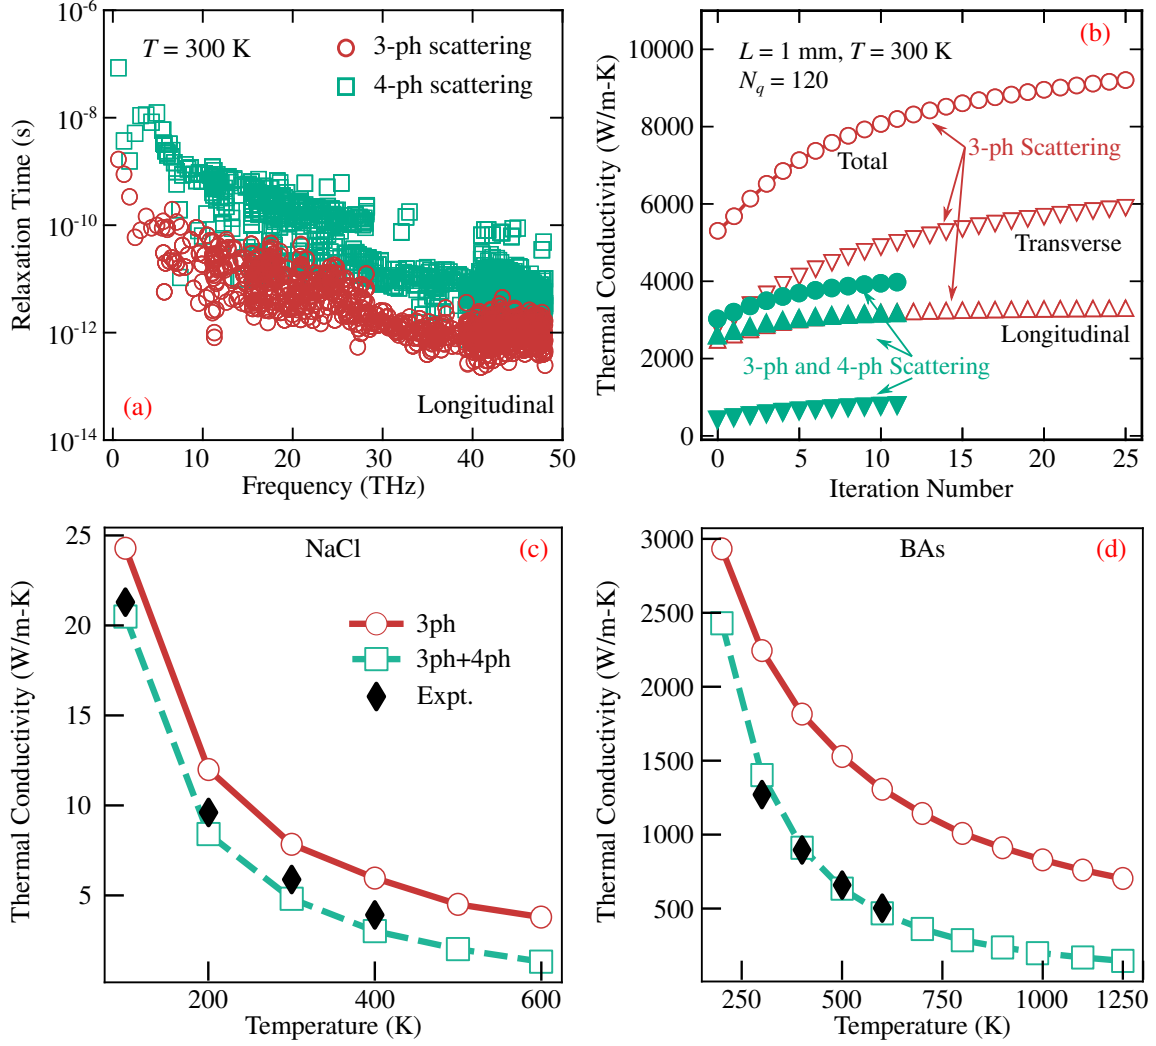 10⁻⁶
10⁻⁸
10⁻¹⁰
10⁻¹²
10⁻¹⁴
Relaxation Time (s)
T = 300 K
3-ph scattering
4-ph scattering
(a)
Longitudinal
0 10 20 30 40 50
Frequency (THz)
10000
8000
6000
4000
2000
0
Thermal Conductivity (W/m-K)
L = 1 mm, T = 300 K
N_q = 120
(b)
3-ph Scattering
Total
Transverse
Longitudinal
3-ph and 4-ph Scattering
0 5 10 15 20 25
Iteration Number
25
20
15
10
5
Thermal Conductivity (W/m-K)
NaCl
(c)
3ph
3ph+4ph
Expt.
200 400 600
Temperature (K)
3000
2500
2000
1500
1000
500
Thermal Conductivity (W/m-K)
BAs
(d)
250 500 750 1000 1250
Temperature (K)